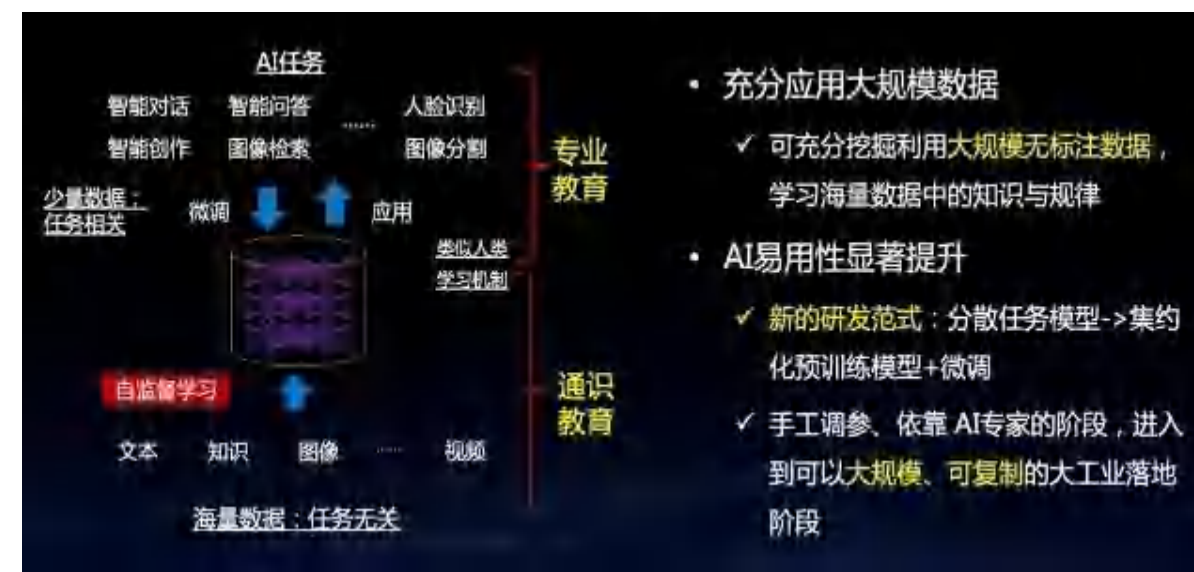 AI任务
智能对话 智能问答 …… 人脸识别
智能创作 图像检索 图像分割
少量数据：
任务相关
微调 应用
类似人类
学习机制
自监督学习
文本 知识 图像 …… 视频
海量数据：任务无关
专业
教育
通识
教育
• 充分应用大规模数据
✓ 可充分挖掘利用大规模无标注数据，
学习海量数据中的知识与规律
• AI易用性显著提升
✓ 新的研发范式：分散任务模型->集约
化预训练模型+微调
✓ 手工调参、依靠 AI专家的阶段，进入
到可以大规模、可复制的大工业落地
阶段